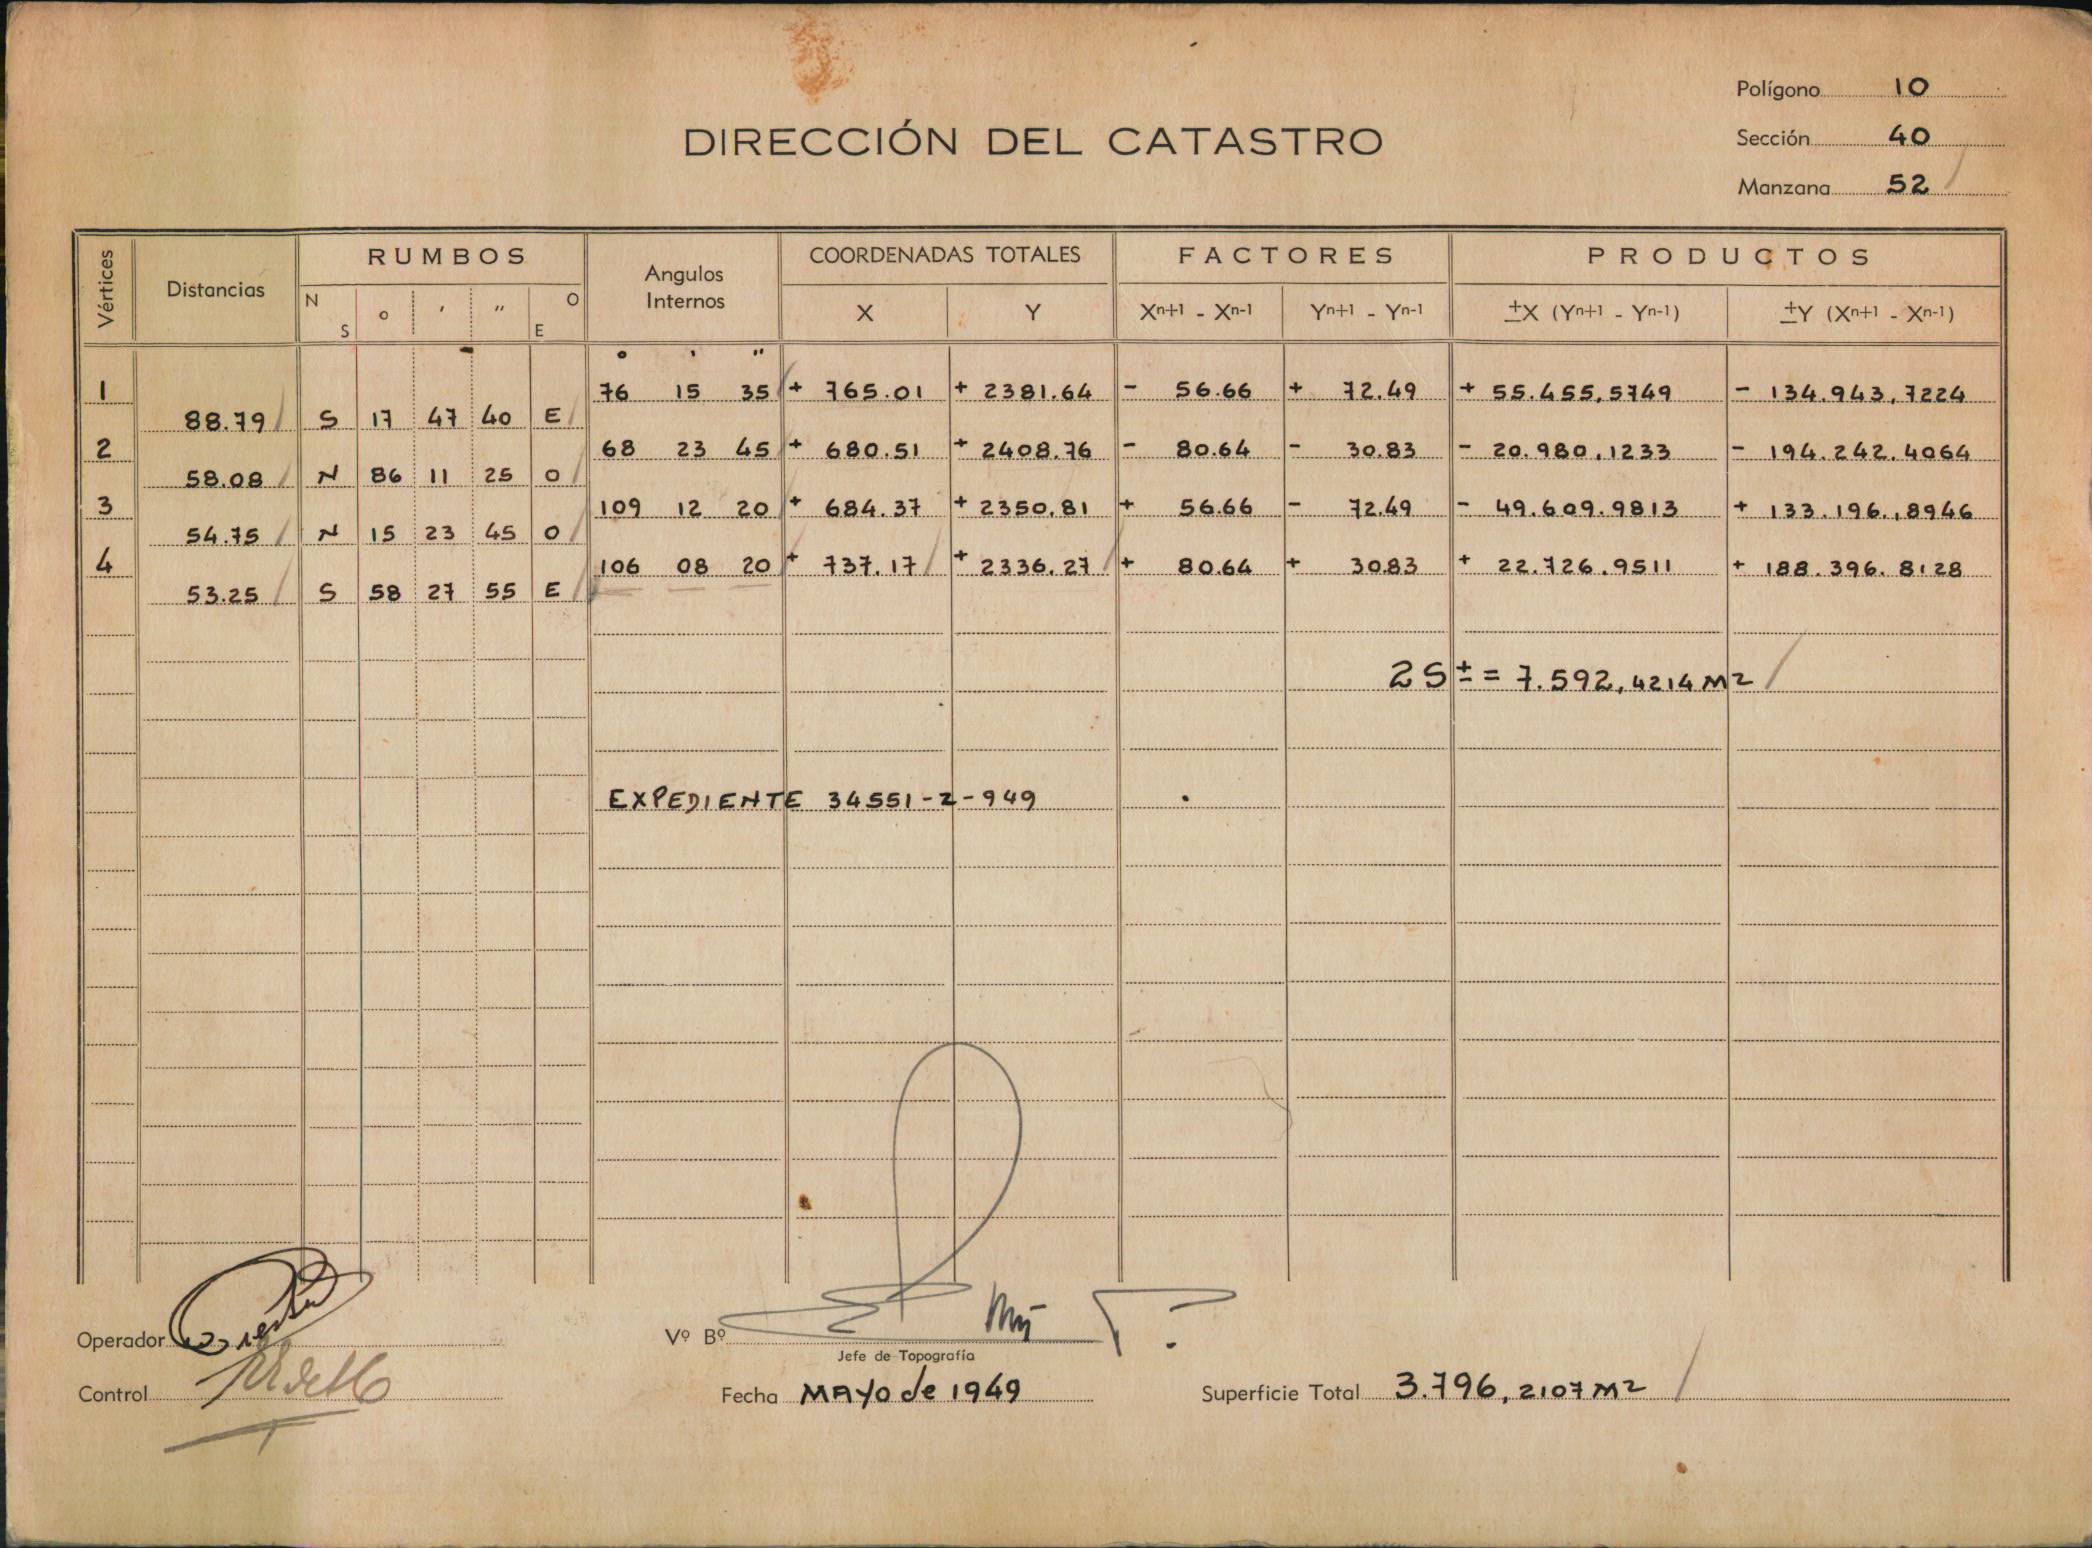 Polígono 10
DIRECCIÓN DEL CATASTRO
Sección 40
Manzana 52
Vértices Distancias RUMBOS Angulos Internos COORDENADAS TOTALES FACTORES PRODUCTOS
N S o ' " O E X Y Xn+1 - Xn-1 Yn+1 - Yn-1 ±X (Yn+1 - Yn-1) ±Y (Xn+1 - Xn-1)
o ' "
1 76 15 35 + 765.01 + 2381.64 - 56.66 + 72.49 + 55.455,5749 - 134.943,7224
88.79 S 17 47 40 E
2 68 23 45 + 680.51 + 2408.76 - 80.64 - 30.83 - 20.980,1233 - 194.242.4064
58.08 N 86 11 25 O
3 109 12 20 + 684.37 + 2350.81 + 56.66 - 72.49 - 49.609.9813 + 133.196.,8946
54.75 N 15 23 45 O
4 106 08 20 + 737.17 + 2336.27 + 80.64 + 30.83 + 22.726.9511 + 188.396.8128
53.25 S 58 27 55 E
2S ± = 7.592,4214 M2
EXPEDIENTE 34551-2-949
Operador
Vº Bº
Jefe de Topografía
Control
Fecha MAYO de 1949
Superficie Total 3.796,2107 M2